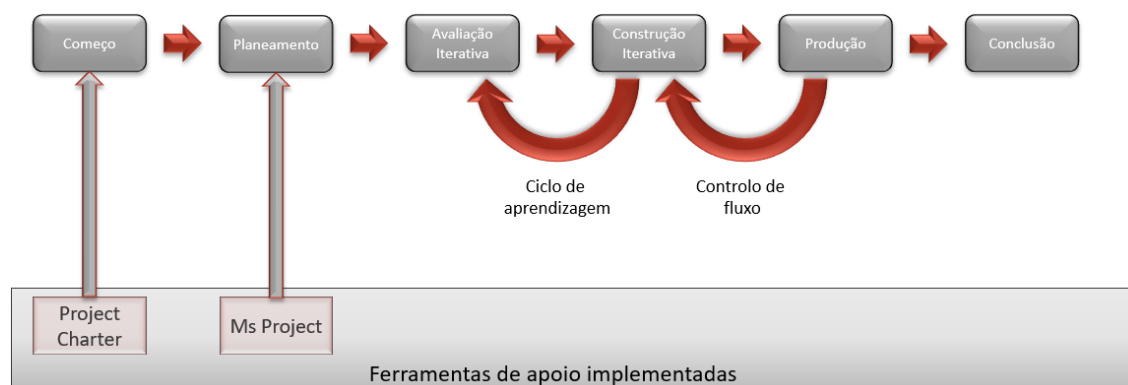 Começo
Planeamento
Avaliação
Iterativa
Construção
Iterativa
Produção
Conclusão
Ciclo de
aprendizagem
Controlo de
fluxo
Project
Charter
Ms Project
Ferramentas de apoio implementadas